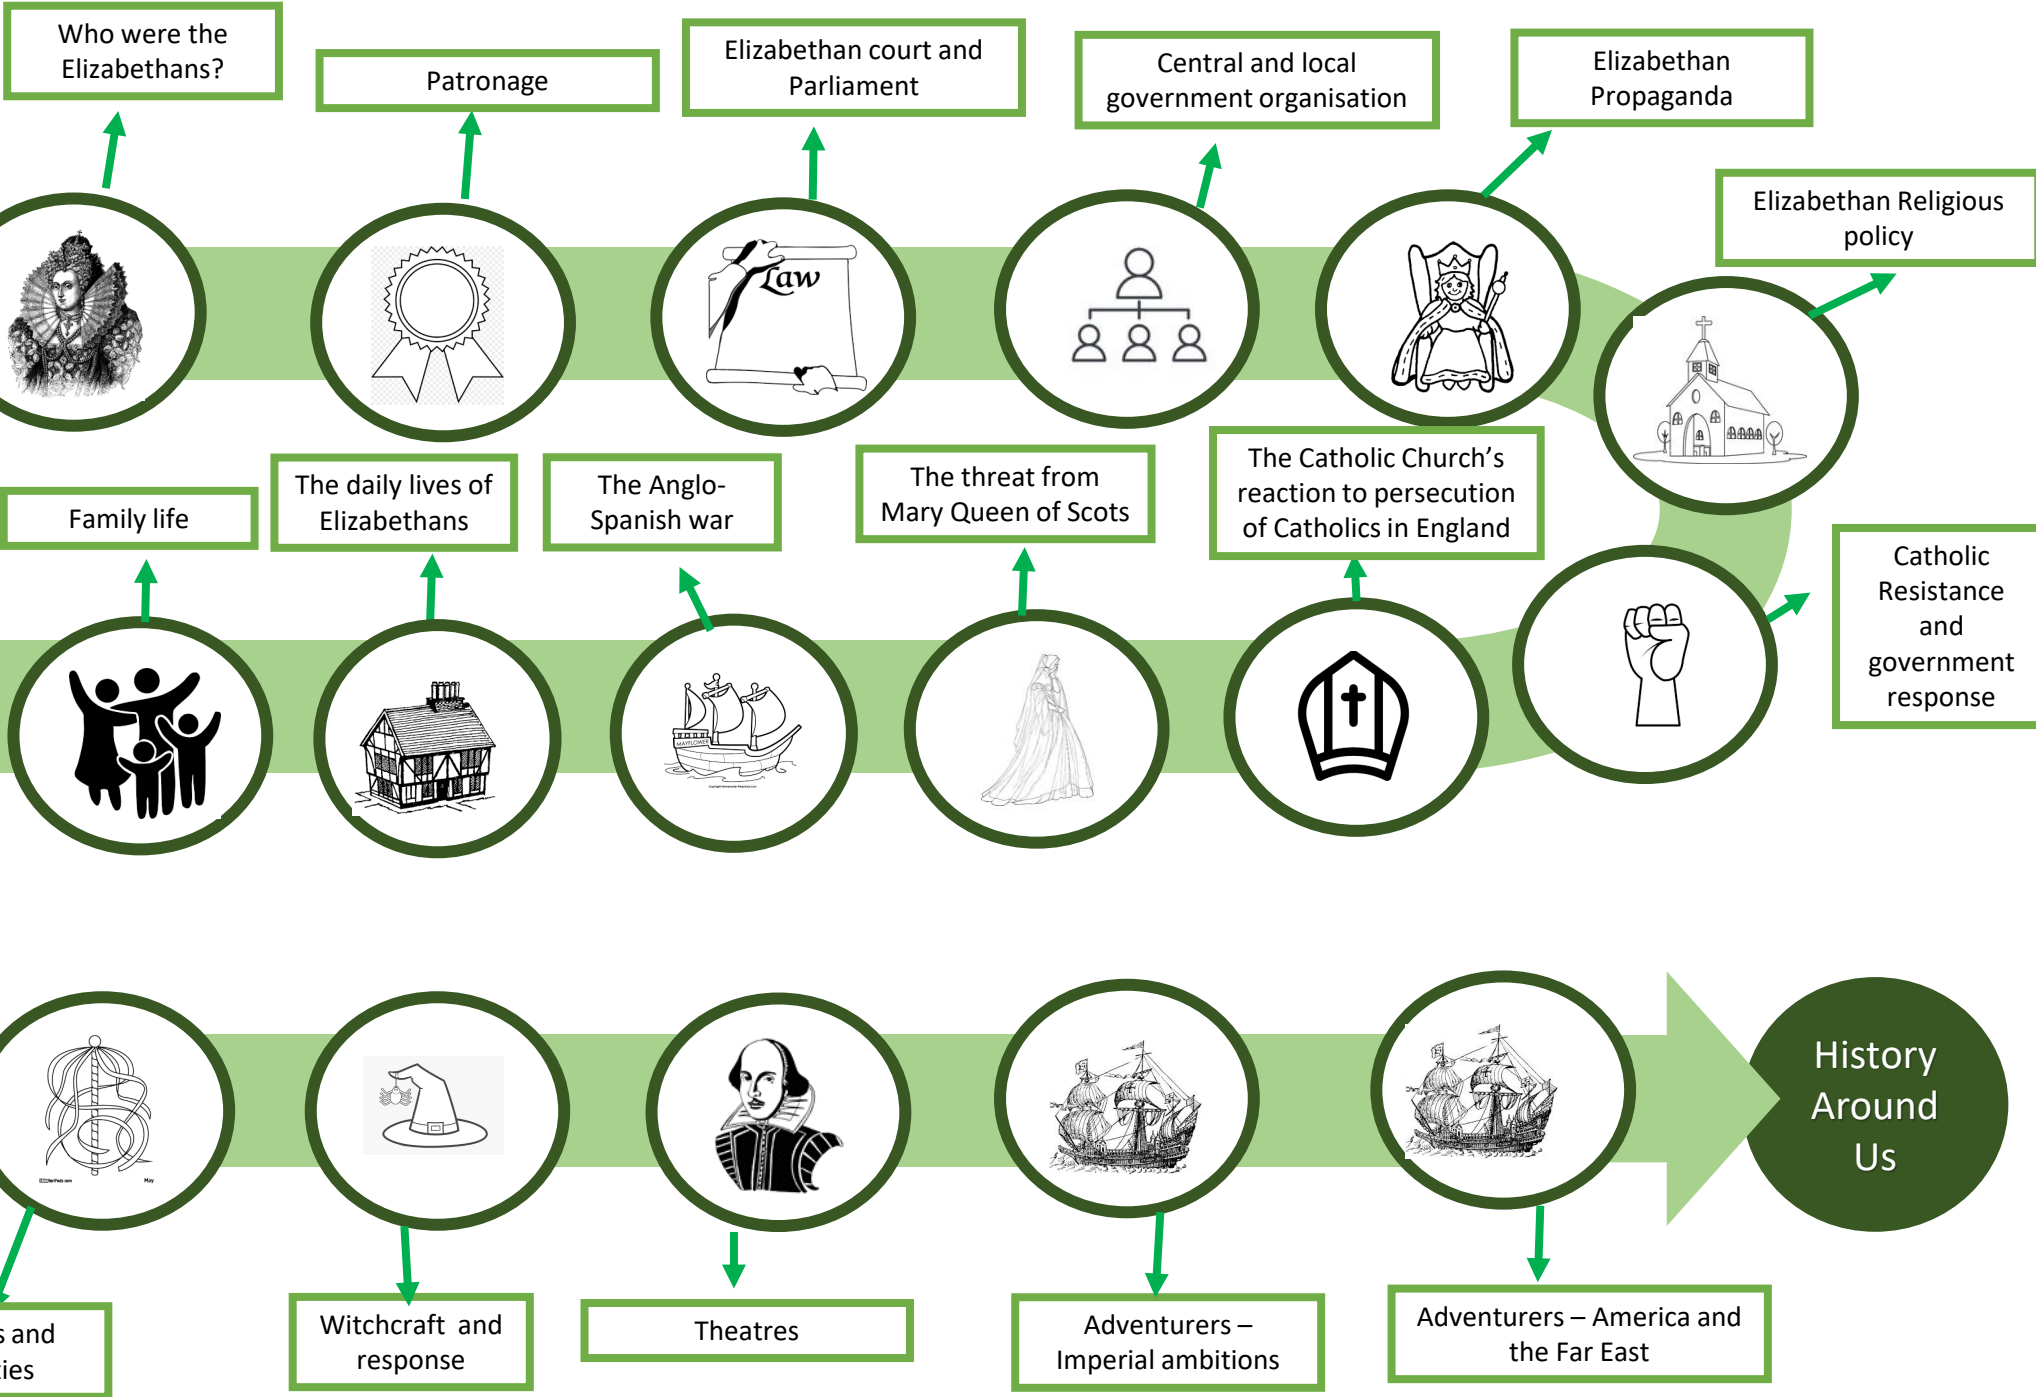 Who were the
Elizabethans?
Patronage
Elizabethan court and
Parliament
Central and local
government organisation
Elizabethan
Propaganda
Elizabethan Religious
policy
Law
Family life
The daily lives of
Elizabethans
The Anglo-
Spanish war
The threat from
Mary Queen of Scots
The Catholic Church's
reaction to persecution
of Catholics in England
Catholic
Resistance
and
government
response
MAYFLOWER
History
Around
Us
May
and
Witchcraft and
response
Theatres
Adventurers –
Imperial ambitions
Adventurers – America and
the Far East